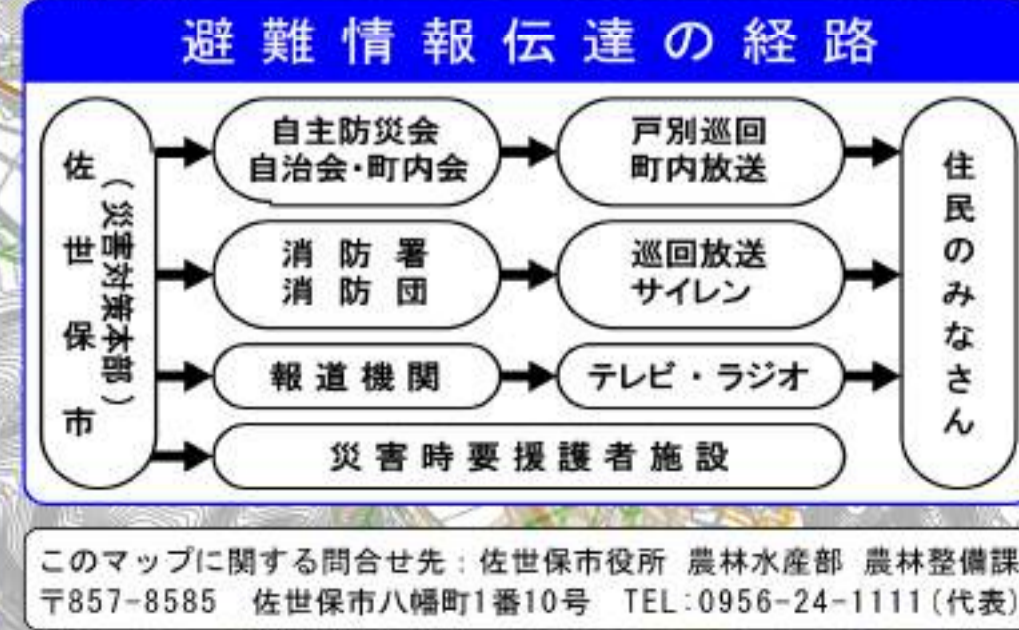 避難情報伝達の経路
佐世保市
(災害対策本部)
自主防災会
自治会・町内会
戸別巡回
町内放送
消防署
消防団
巡回放送
サイレン
報道機関
テレビ・ラジオ
災害時要援護者施設
住民のみなさん
このマップに関する問合せ先:佐世保市役所 農林水産部 農林整備課
〒857-8585 佐世保市八幡町1番10号 TEL:0956-24-1111(代表)